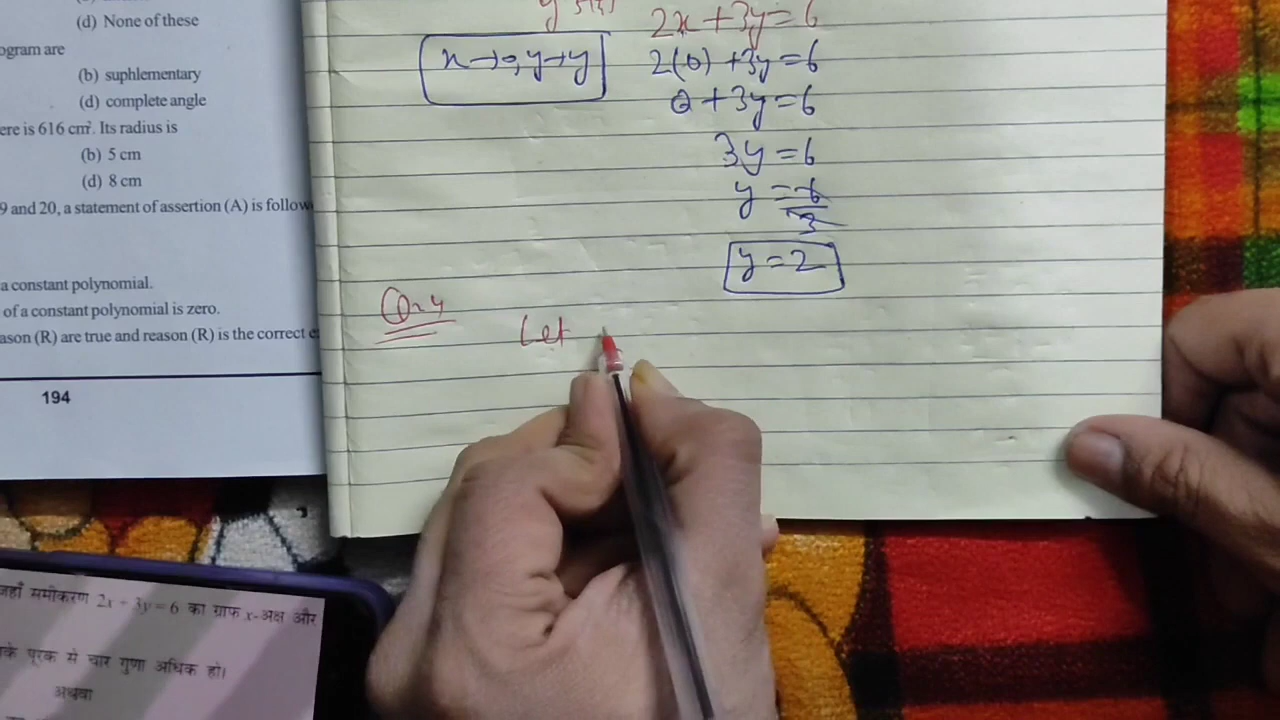 (d) None of these
ogram are
(b) suphlementary
(d) complete angle
ere is 616 cm². Its radius is
(b) 5 cm
(d) 8 cm
9 and 20, a statement of assertion (A) is follow
a constant polynomial.
of a constant polynomial is zero.
ason (R) are true and reason (R) is the correct e
194
2x + 3y = 6
x → 0, y → y
2(0) + 3y = 6
0 + 3y = 6
3y = 6
y = 6/3
y = 2
Q~4
Let
जहाँ समीकरण 2x + 3y = 6 का ग्राफ x-अक्ष और
के पूरक से चार गुणा अधिक हो।
अथवा